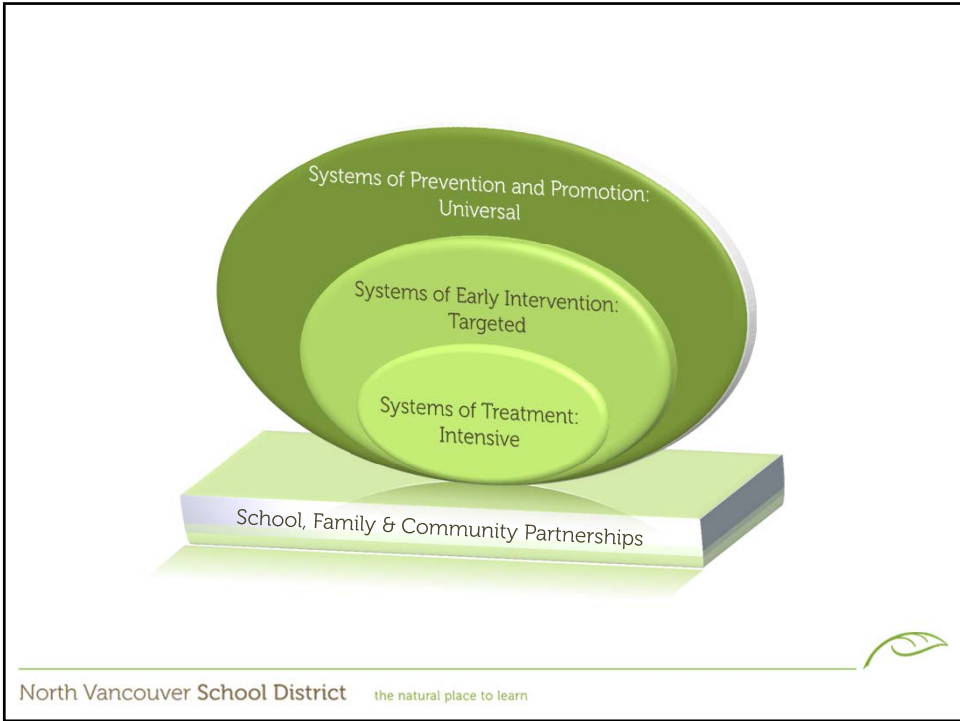 Systems of Prevention and Promotion:
Universal
Systems of Early Intervention:
Targeted
Systems of Treatment:
Intensive
School, Family & Community Partnerships
North Vancouver School District the natural place to learn